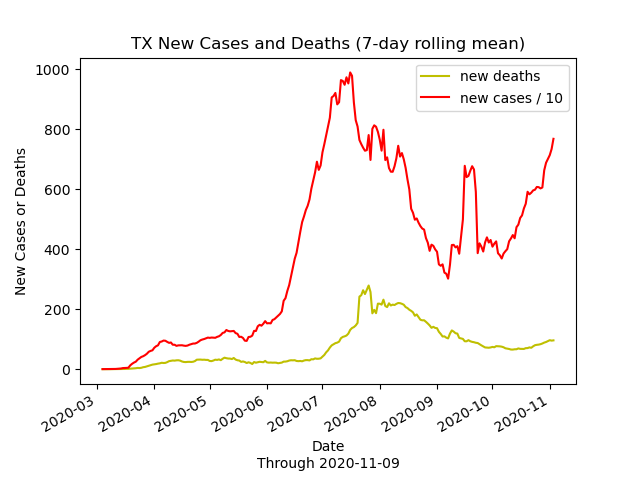 TX New Cases and Deaths (7-day rolling mean)
new deaths
new cases / 10
New Cases or Deaths
1000
800
600
400
200
0
2020-03
2020-04
2020-05
2020-06
2020-07
2020-08
2020-09
2020-10
2020-11
Date
Through 2020-11-09